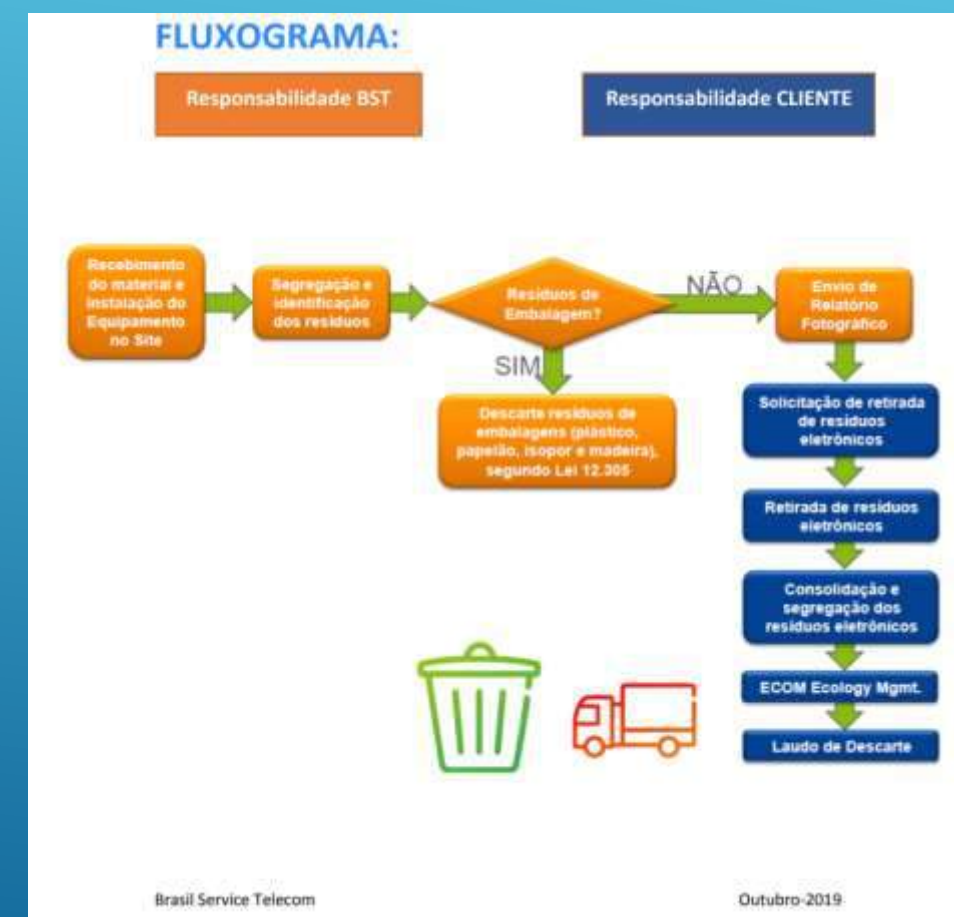 FLUXOGRAMA:
Responsabilidade BST
Responsabilidade CLIENTE
Recebimento
do material e
instalação do
Equipamento
no Site
Segregação e
identificação
dos resíduos
Resíduos de
Embalagem?
NÃO
Envio de
Relatório
Fotográfico
SIM
Descarte resíduos de
embalagens (plástico,
papelão, isopor e madeira),
segundo Lei 12.305
Solicitação de retirada
de resíduos
eletrônicos
Retirada de resíduos
eletrônicos
Consolidação e
segregação dos
resíduos eletrônicos
ECOM Ecology Mgmt.
Laudo de Descarte
Brasil Service Telecom
Outubro-2019